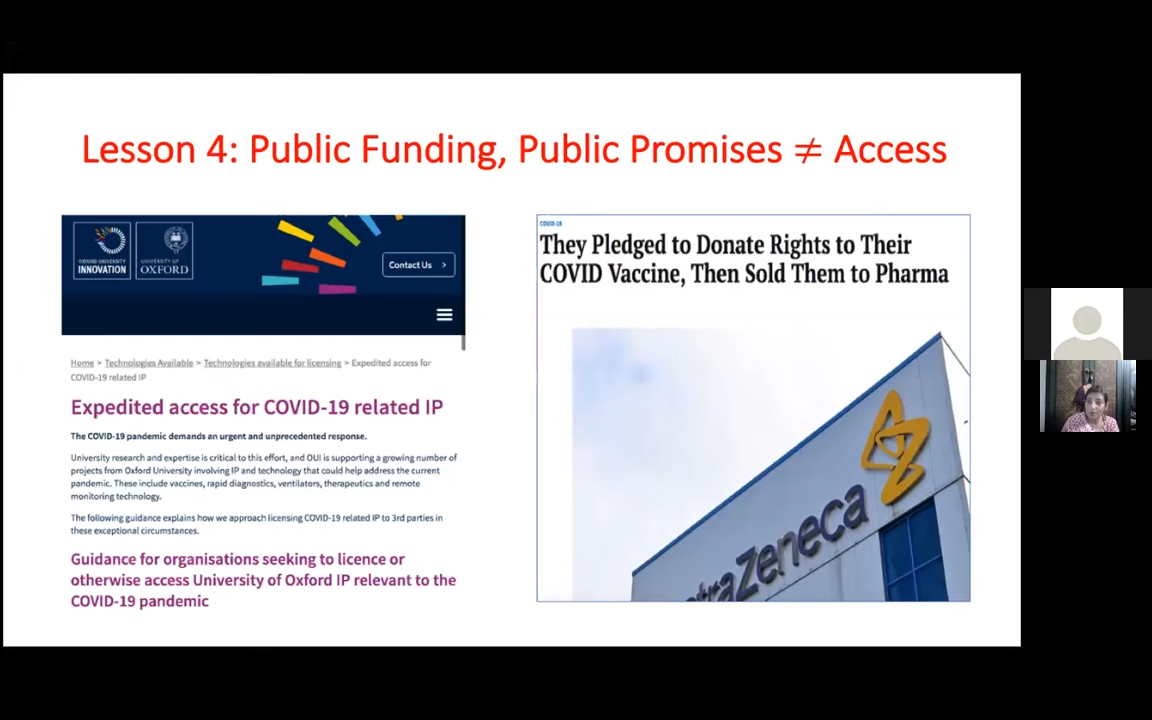 Lesson 4: Public Funding, Public Promises ≠ Access
OXFORD UNIVERSITY
INNOVATION
UNIVERSITY OF
OXFORD
Contact Us >
Home > Technologies Available > Technologies available for licensing > Expedited access for
COVID-19 related IP
Expedited access for COVID-19 related IP
The COVID-19 pandemic demands an urgent and unprecedented response.
University research and expertise is critical to this effort, and OUI is supporting a growing number of
projects from Oxford University involving IP and technology that could help address the current
pandemic. These include vaccines, rapid diagnostics, ventilators, therapeutics and remote
monitoring technology.
The following guidance explains how we approach licensing COVID-19 related IP to 3rd parties in
these exceptional circumstances.
Guidance for organisations seeking to licence or
otherwise access University of Oxford IP relevant to the
COVID-19 pandemic
COVID-19
They Pledged to Donate Rights to Their
COVID Vaccine, Then Sold Them to Pharma
traZeneca